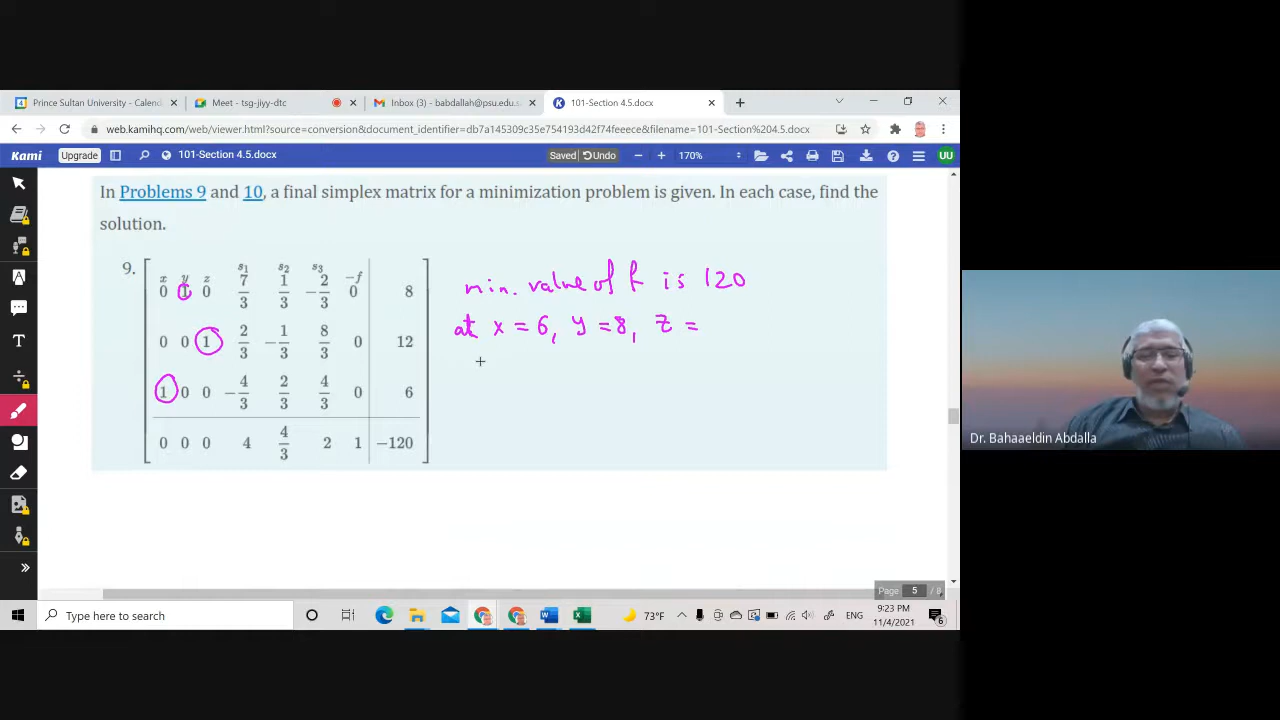 Prince Sultan University - Calend
Meet - tsg-jiyy-dtc
Inbox (3) - babdallah@psu.edu.s
101-Section 4.5.docx
web.kamihq.com/web/viewer.html?source=conversion&document_identifier=db7a145309c35e754193d42f74feeece&filename=101-Section%204.5.docx
Kami
Upgrade
101-Section 4.5.docx
Saved Undo
170%
UU
In Problems 9 and 10, a final simplex matrix for a minimization problem is given. In each case, find the
solution.
9.
x y z s1 s2 s3 −f
0 1 0 7/3 1/3 −2/3 0 8
0 0 1 2/3 −1/3 8/3 0 12
1 0 0 −4/3 2/3 4/3 0 6
0 0 0 4 4/3 2 1 −120
min. value of f is 120
at x = 6, y = 8, z =
Dr. Bahaaeldin Abdalla
Page 5 / 8
Type here to search
73°F
ENG
9:23 PM
11/4/2021
6